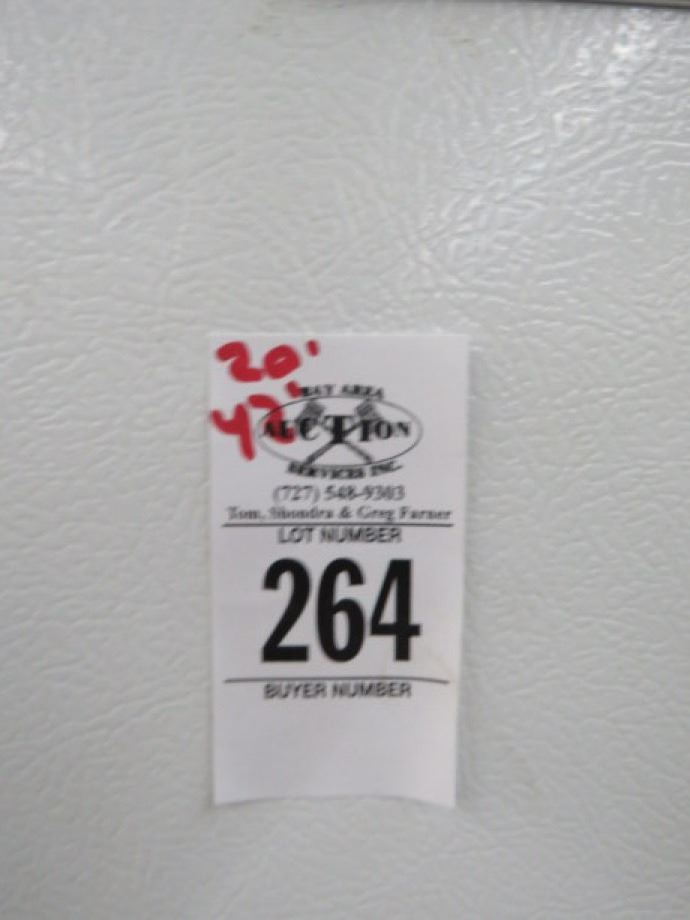 20'
42'
BAY AREA
AUCTION
SERVICES INC.
(727) 548-9303
Tom, Shondra & Greg Farner
LOT NUMBER
264
BUYER NUMBER